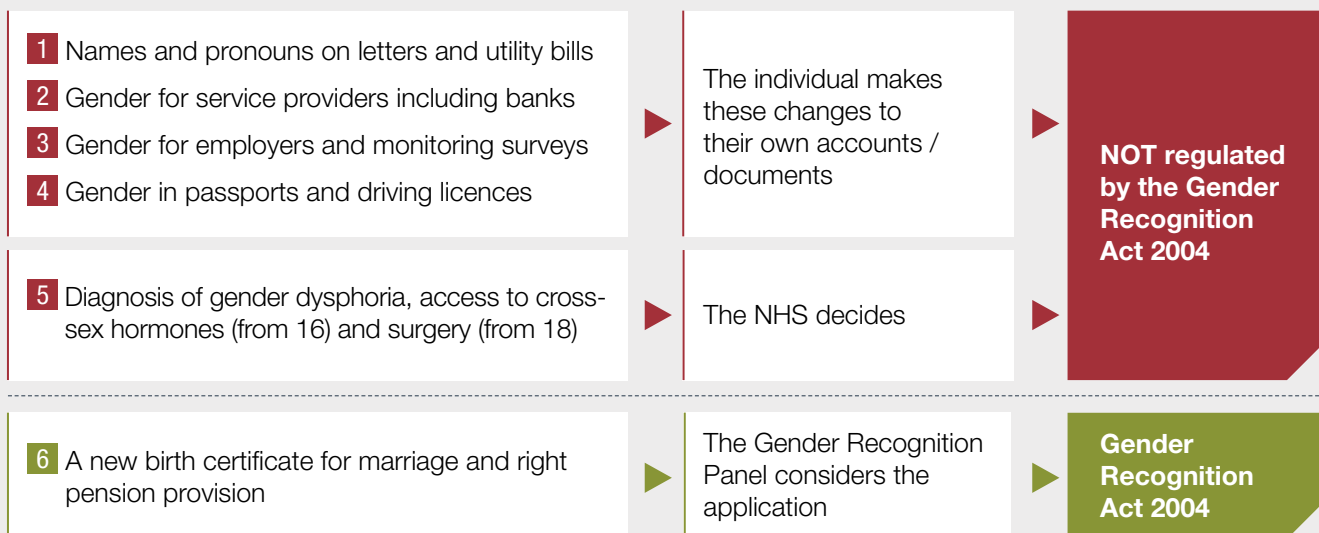 1 Names and pronouns on letters and utility bills
2 Gender for service providers including banks
3 Gender for employers and monitoring surveys
4 Gender in passports and driving licences
The individual makes
these changes to
their own accounts /
documents
NOT regulated
by the Gender
Recognition
Act 2004
5 Diagnosis of gender dysphoria, access to cross-
sex hormones (from 16) and surgery (from 18)
The NHS decides
6 A new birth certificate for marriage and right
pension provision
The Gender Recognition
Panel considers the
application
Gender
Recognition
Act 2004